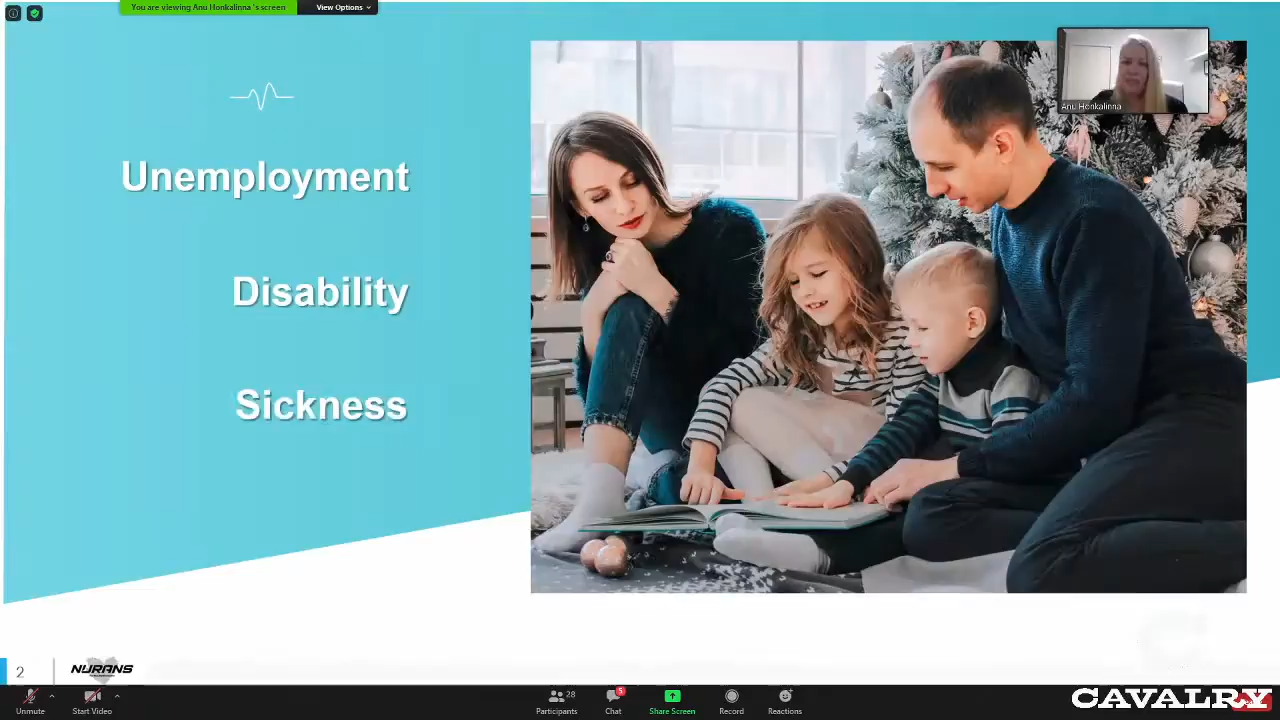 You are viewing Anu Honkalinna 's screen
View Options
Unemployment
Disability
Sickness
Anu Honkalinna
2
NURANS
Unmute
Start Video
28
Participants
5
Chat
Share Screen
Record
Reactions
CAVALRY